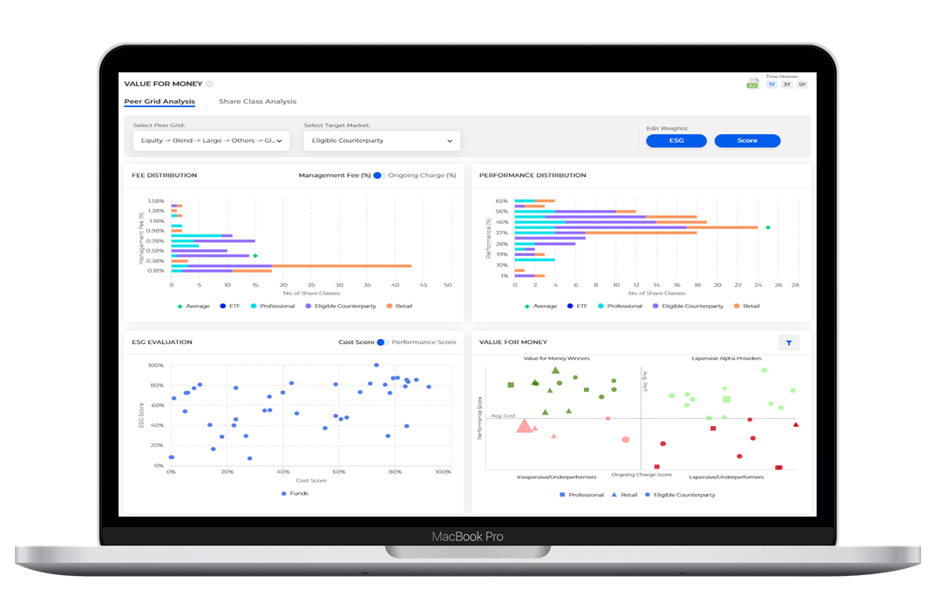 VALUE FOR MONEY
Time Horizon
1Y 3Y 5Y
Peer Grid Analysis Share Class Analysis
Select Peer Grid: Select Target Market: Edit Weights:
Equity -> Blend -> Large -> Others -> Gl... Eligible Counterparty ESG Score
FEE DISTRIBUTION Management Fee (%) Ongoing Charge (%)
1.58%
1.38%
1.18%
0.98%
0.78%
0.58%
0.38%
0.18%
Management Fee (%)
0 5 10 15 20 25 30 35 40 45 50
No. of Share Classes
Average ETF Professional Eligible Counterparty Retail
PERFORMANCE DISTRIBUTION
65%
56%
46%
37%
28%
19%
10%
1%
Performance (%)
0 2 4 6 8 10 12 14 16 18 20 22 24 26 28
No. of Share Classes
Average ETF Professional Eligible Counterparty Retail
ESG EVALUATION Cost Score Performance Score
100%
80%
60%
40%
20%
0%
ESG Score
0% 20% 40% 60% 80% 100%
Cost Score
Funds
VALUE FOR MONEY
Value for Money Winners Expensive Alpha Providers
Avg. Perf.
Avg. Cost
Performance Score
Ongoing Charge Score
Inexpensive/Underperformers Expensive/Underperformers
Professional Retail Eligible Counterparty
MacBook Pro